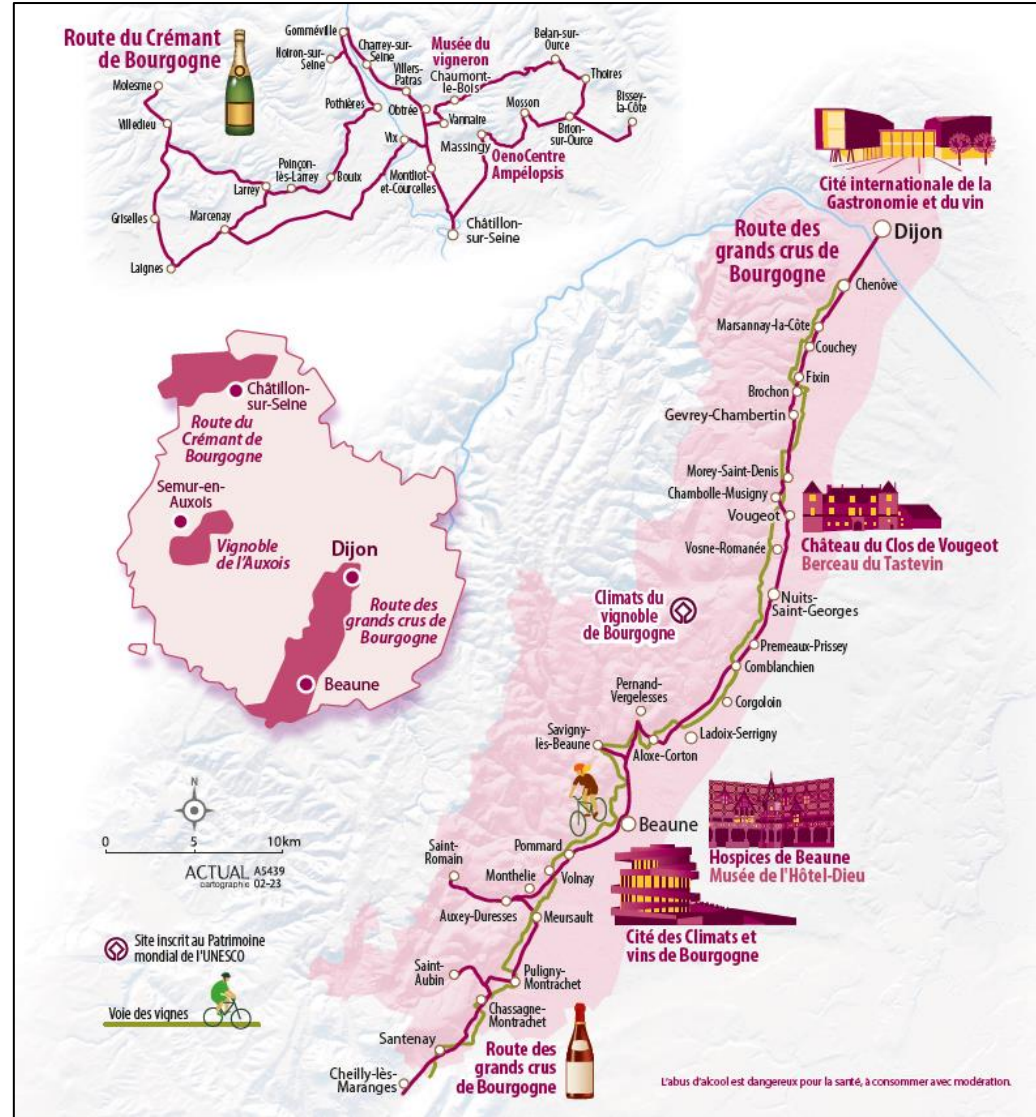 Route du Crémant
de Bourgogne
Gomméville
Noiron-sur-
Seine
Charrey-sur-
Seine
Villers-
Patras
Musée du
vigneron
Chaumont-
le-Bois
Belan-sur-
Ource
Thoires
Bissey-
la-Côte
Molesme
Villedieu
Pothières
Obtrée
Vannaire
Mosson
Brion-
sur-Ource
Vix
Massingy
OenoCentre
Ampélopsis
Poinçon-
lès-Larrey
Larrey
Bouix
Montliot-
et-Courcelles
Griselles
Marcenay
Châtillon-
sur-Seine
Laignes
Cité internationale de la
Gastronomie et du vin
Route des
grands crus de
Bourgogne
Dijon
Chenôve
Marsannay-la-Côte
Couchey
Fixin
Brochon
Gevrey-Chambertin
Morey-Saint-Denis
Chambolle-Musigny
Vougeot
Château du Clos de Vougeot
Berceau du Tastevin
Vosne-Romanée
Nuits-
Saint-Georges
Climats du
vignoble
de Bourgogne
Premeaux-Prissey
Comblanchien
Pernand-
Vergelesses
Corgoloin
Savigny-
lès-Beaune
Ladoix-Serrigny
Aloxe-Corton
Châtillon-
sur-Seine
Route du
Crémant de
Bourgogne
Semur-en-
Auxois
Vignoble
de l'Auxois
Dijon
Route des
grands crus de
Bourgogne
Beaune
N
0 5 10km
ACTUAL A5439
cartographie 02-23
Beaune
Hospices de Beaune
Musée de l'Hôtel-Dieu
Saint-
Romain
Pommard
Monthelie
Volnay
Auxey-Duresses
Meursault
Cité des Climats et
vins de Bourgogne
Site inscrit au Patrimoine
mondial de l'UNESCO
Voie des vignes
Saint-
Aubin
Puligny-
Montrachet
Chassagne-
Montrachet
Santenay
Cheilly-lès-
Maranges
Route des
grands crus
de Bourgogne
L'abus d'alcool est dangereux pour la santé, à consommer avec modération.